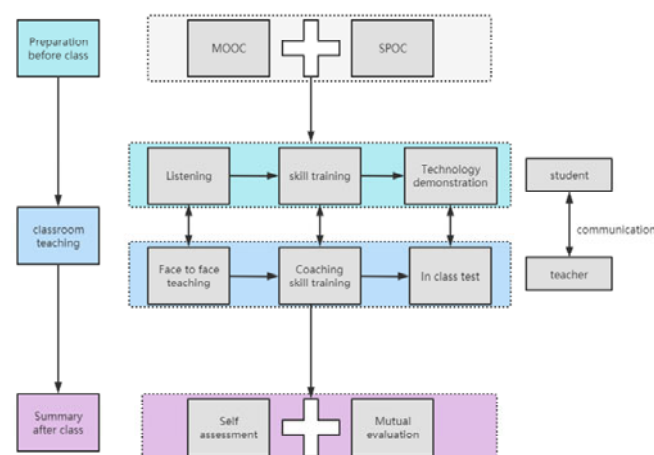 Preparation
before class
MOOC
SPOC
Listening
skill training
Technology
demonstration
student
classroom
teaching
communication
Face to face
teaching
Coaching
skill training
In class test
teacher
Summary
after class
Self
assessment
Mutual
evaluation